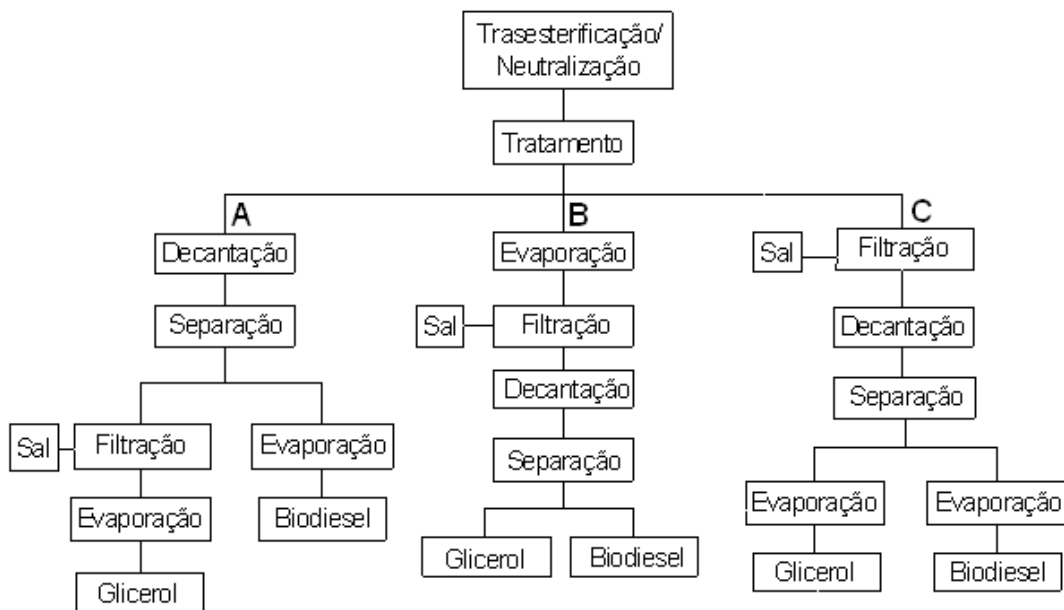 Trasesterificação/
Neutralização
Tratamento
A
Decantação
Separação
Sal
Filtração
Evaporação
Glicerol
Evaporação
Biodiesel
B
Evaporação
Sal
Filtração
Decantação
Separação
Glicerol
Biodiesel
C
Sal
Filtração
Decantação
Separação
Evaporação
Glicerol
Evaporação
Biodiesel